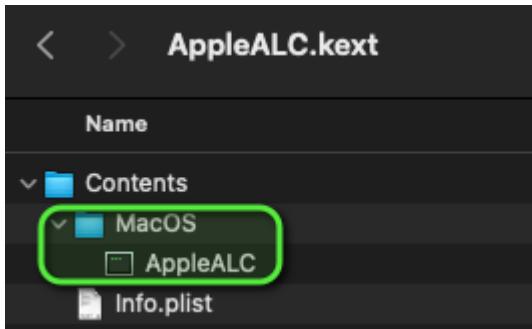 AppleALC.kext
Name
Contents
MacOS
AppleALC
Info.plist